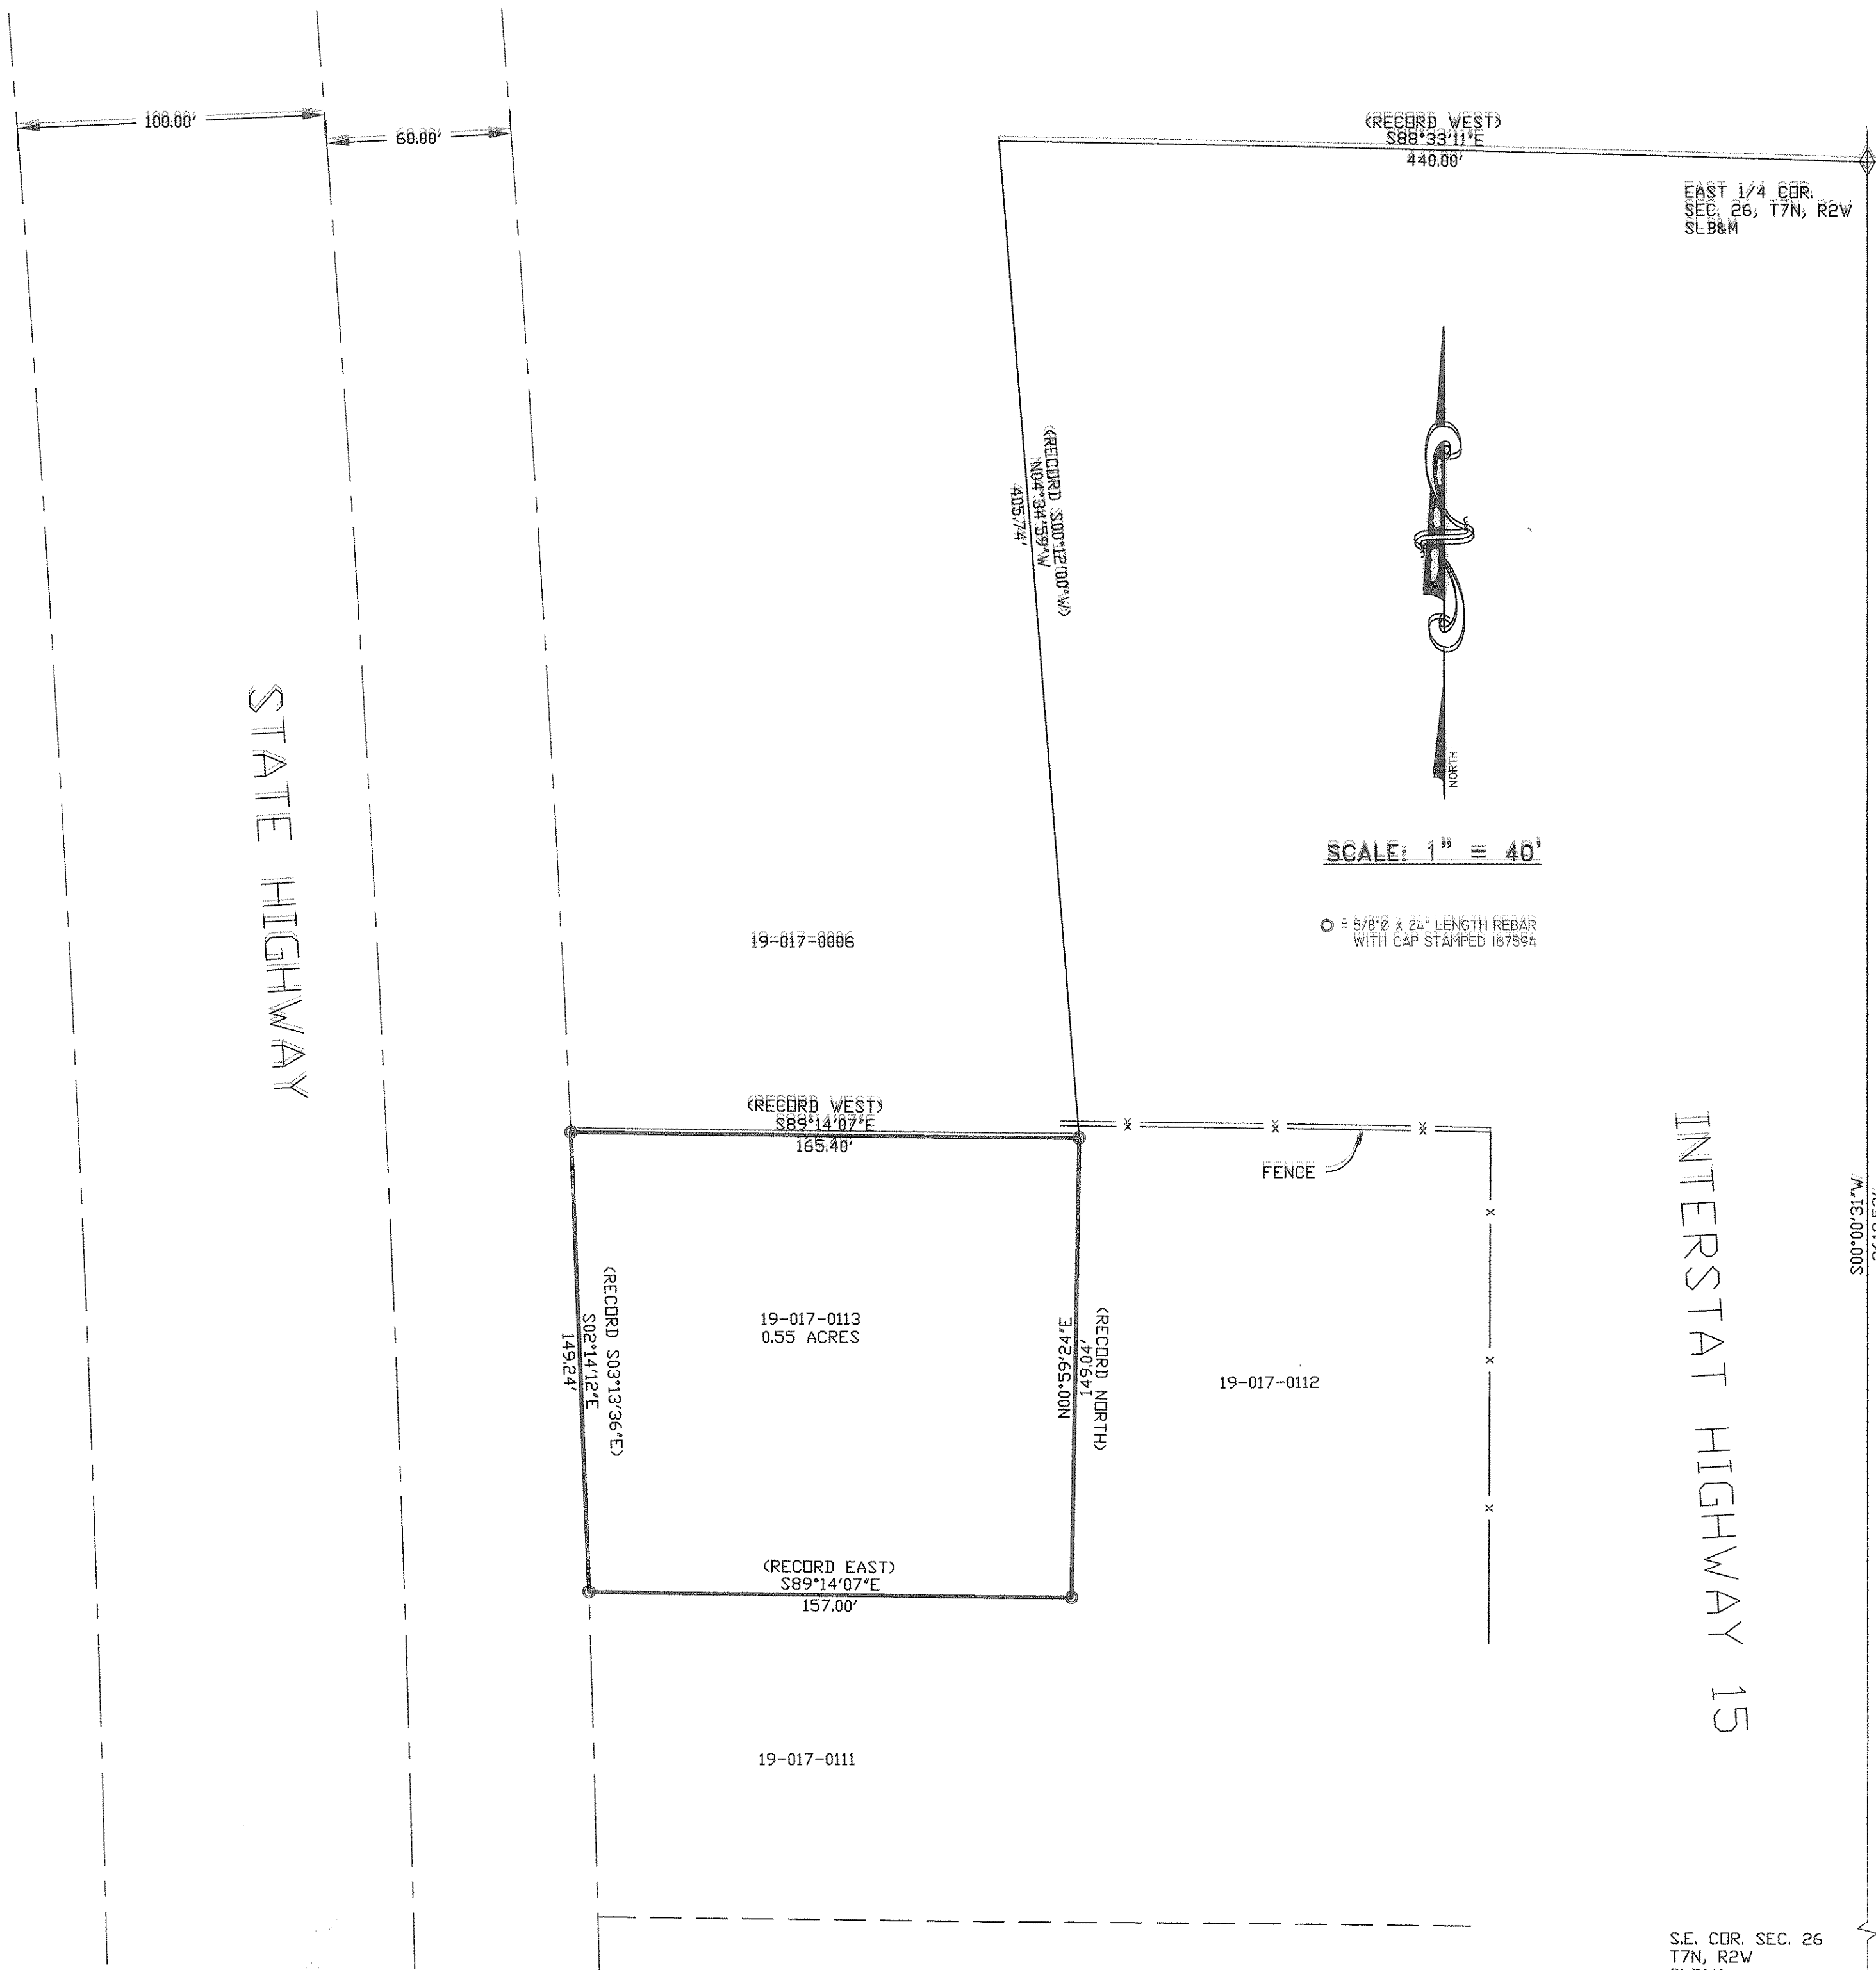 100.00'
60.00'
(RECORD WEST)
S88°33'11"E
440.00'
EAST 1/4 COR.
SEC. 26, T7N, R2W
SLB&M
(RECORD S00°12'00"W)
N04°34'59"W
405.74'
NORTH
SCALE: 1" = 40'
= 5/8"Ø x 24" LENGTH REBAR
WITH CAP STAMPED 167594
STATE HIGHWAY
19-017-0006
(RECORD WEST)
S89°14'07"E
165.40'
FENCE
INTERSTAT HIGHWAY 15
S00°00'31"W
(RECORD S03°13'36"E)
S02°14'12"E
149.24'
19-017-0113
0.55 ACRES
N00°59'24"E
149.04'
(RECORD NORTH)
19-017-0112
(RECORD EAST)
S89°14'07"E
157.00'
19-017-0111
S.E. COR. SEC. 26
T7N, R2W